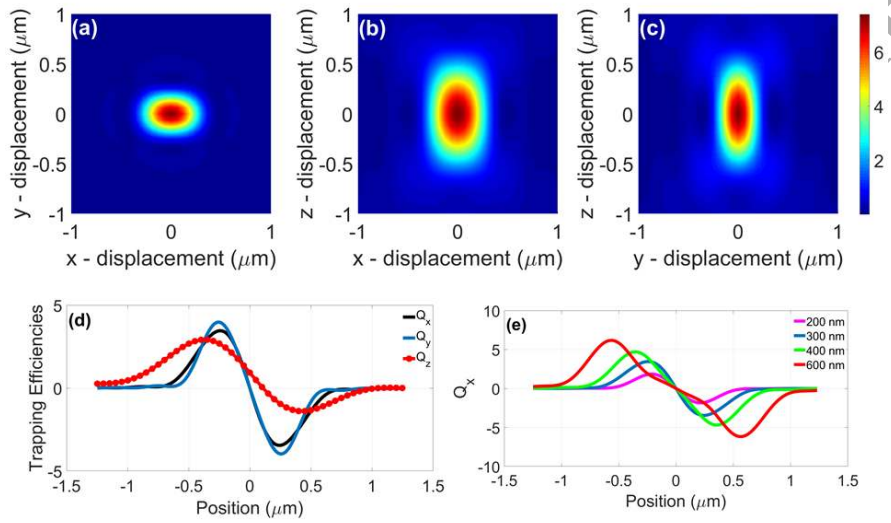 (a)
1
0.5
0
-0.5
-1
y - displacement (μm)
-1
0
1
x - displacement (μm)
(b)
1
0.5
0
-0.5
-1
z - displacement (μm)
-1
0
1
x - displacement (μm)
(c)
1
0.5
0
-0.5
-1
z - displacement (μm)
-1
0
1
y - displacement (μm)
6
4
2
(d)
5
0
-5
Trapping Efficiencies
Qx
Qy
Qz
-1.5
-1
-0.5
0
0.5
1
1.5
Position (μm)
(e)
10
5
0
-5
-10
Qx
200 nm
300 nm
400 nm
600 nm
-1.5
-1
-0.5
0
0.5
1
1.5
Position (μm)